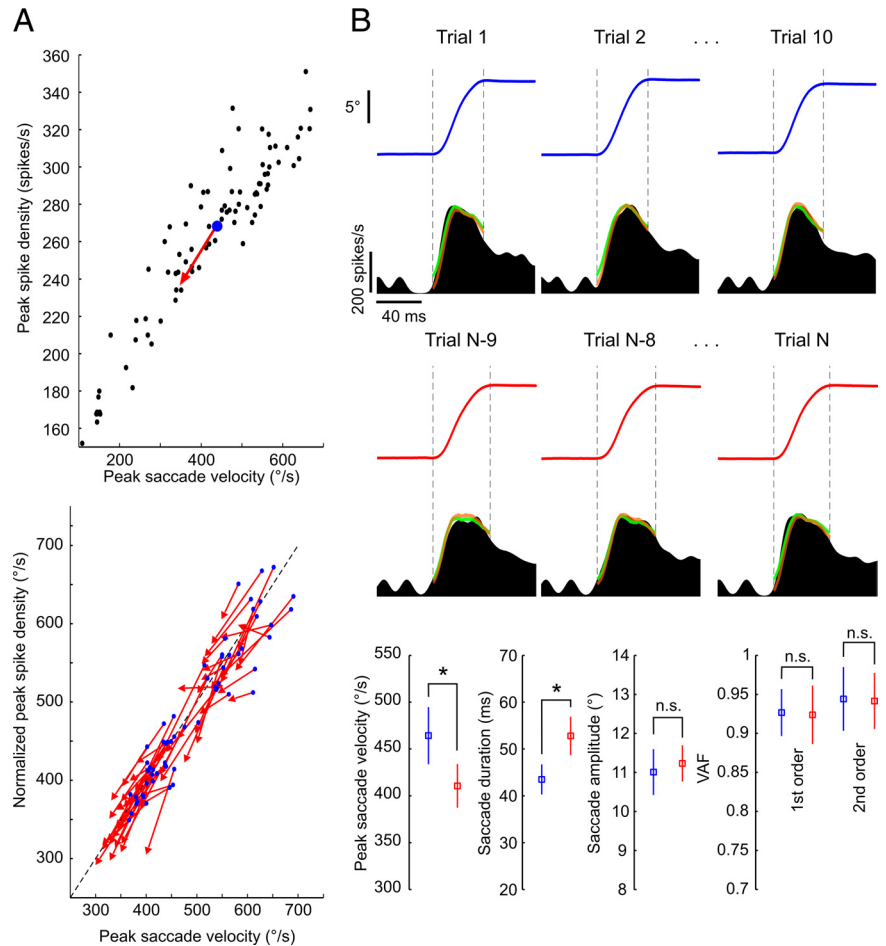 A
360
340
320
300
280
260
240
220
200
180
160
Peak spike density (spikes/s)
200 400 600
Peak saccade velocity (°/s)
700
600
500
400
300
Normalized peak spike density (°/s)
300 400 500 600 700
Peak saccade velocity (°/s)
B
Trial 1 Trial 2 . . . Trial 10
5°
200 spikes/s
40 ms
Trial N-9 Trial N-8 . . . Trial N
Peak saccade velocity (°/s)
550
500
450
400
350
300
*
Saccade duration (ms)
70
60
50
40
30
20
*
Saccade amplitude (°)
14
13
12
11
10
9
8
n.s.
VAF
1
0.95
0.9
0.85
0.8
0.75
0.7
n.s.
n.s.
1st order
2nd order